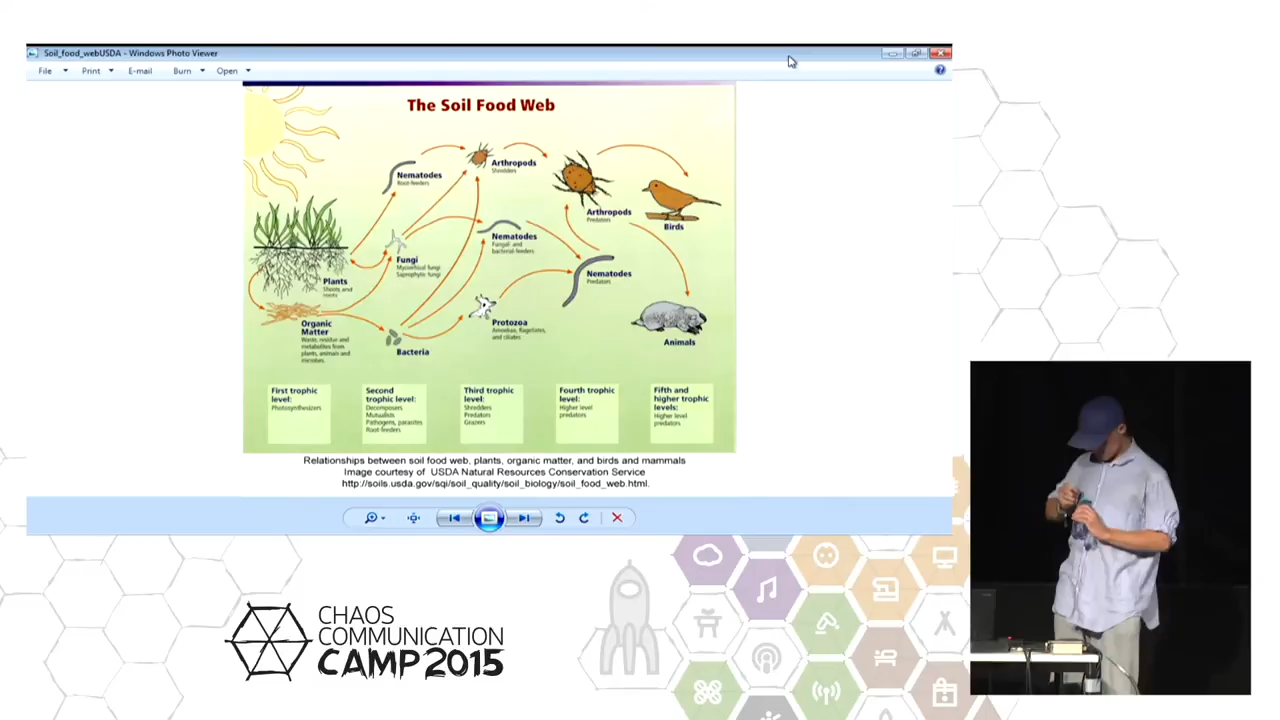 Soil_food_webUSDA - Windows Photo Viewer
File Print E-mail Burn Open
The Soil Food Web
Nematodes
Root-feeders
Arthropods
Shredders
Arthropods
Predators
Birds
Plants
Shoots and
roots
Fungi
Mycorrhizal fungi
Saprophytic fungi
Nematodes
Fungal- and
bacterial-feeders
Nematodes
Predators
Organic
Matter
Waste, residue and
metabolites from
plants, animals and
microbes.
Bacteria
Protozoa
Amoebae, flagellates,
and ciliates
Animals
First trophic
level:
Photosynthesizers
Second
trophic level:
Decomposers
Mutualists
Pathogens, parasites
Root-feeders
Third trophic
level:
Shredders
Predators
Grazers
Fourth trophic
level:
Higher level
predators
Fifth and
higher trophic
levels:
Higher level
predators
Relationships between soil food web, plants, organic matter, and birds and mammals
Image courtesy of USDA Natural Resources Conservation Service
http://soils.usda.gov/sqi/soil_quality/soil_biology/soil_food_web.html.
CHAOS
COMMUNICATION
CAMP 2015